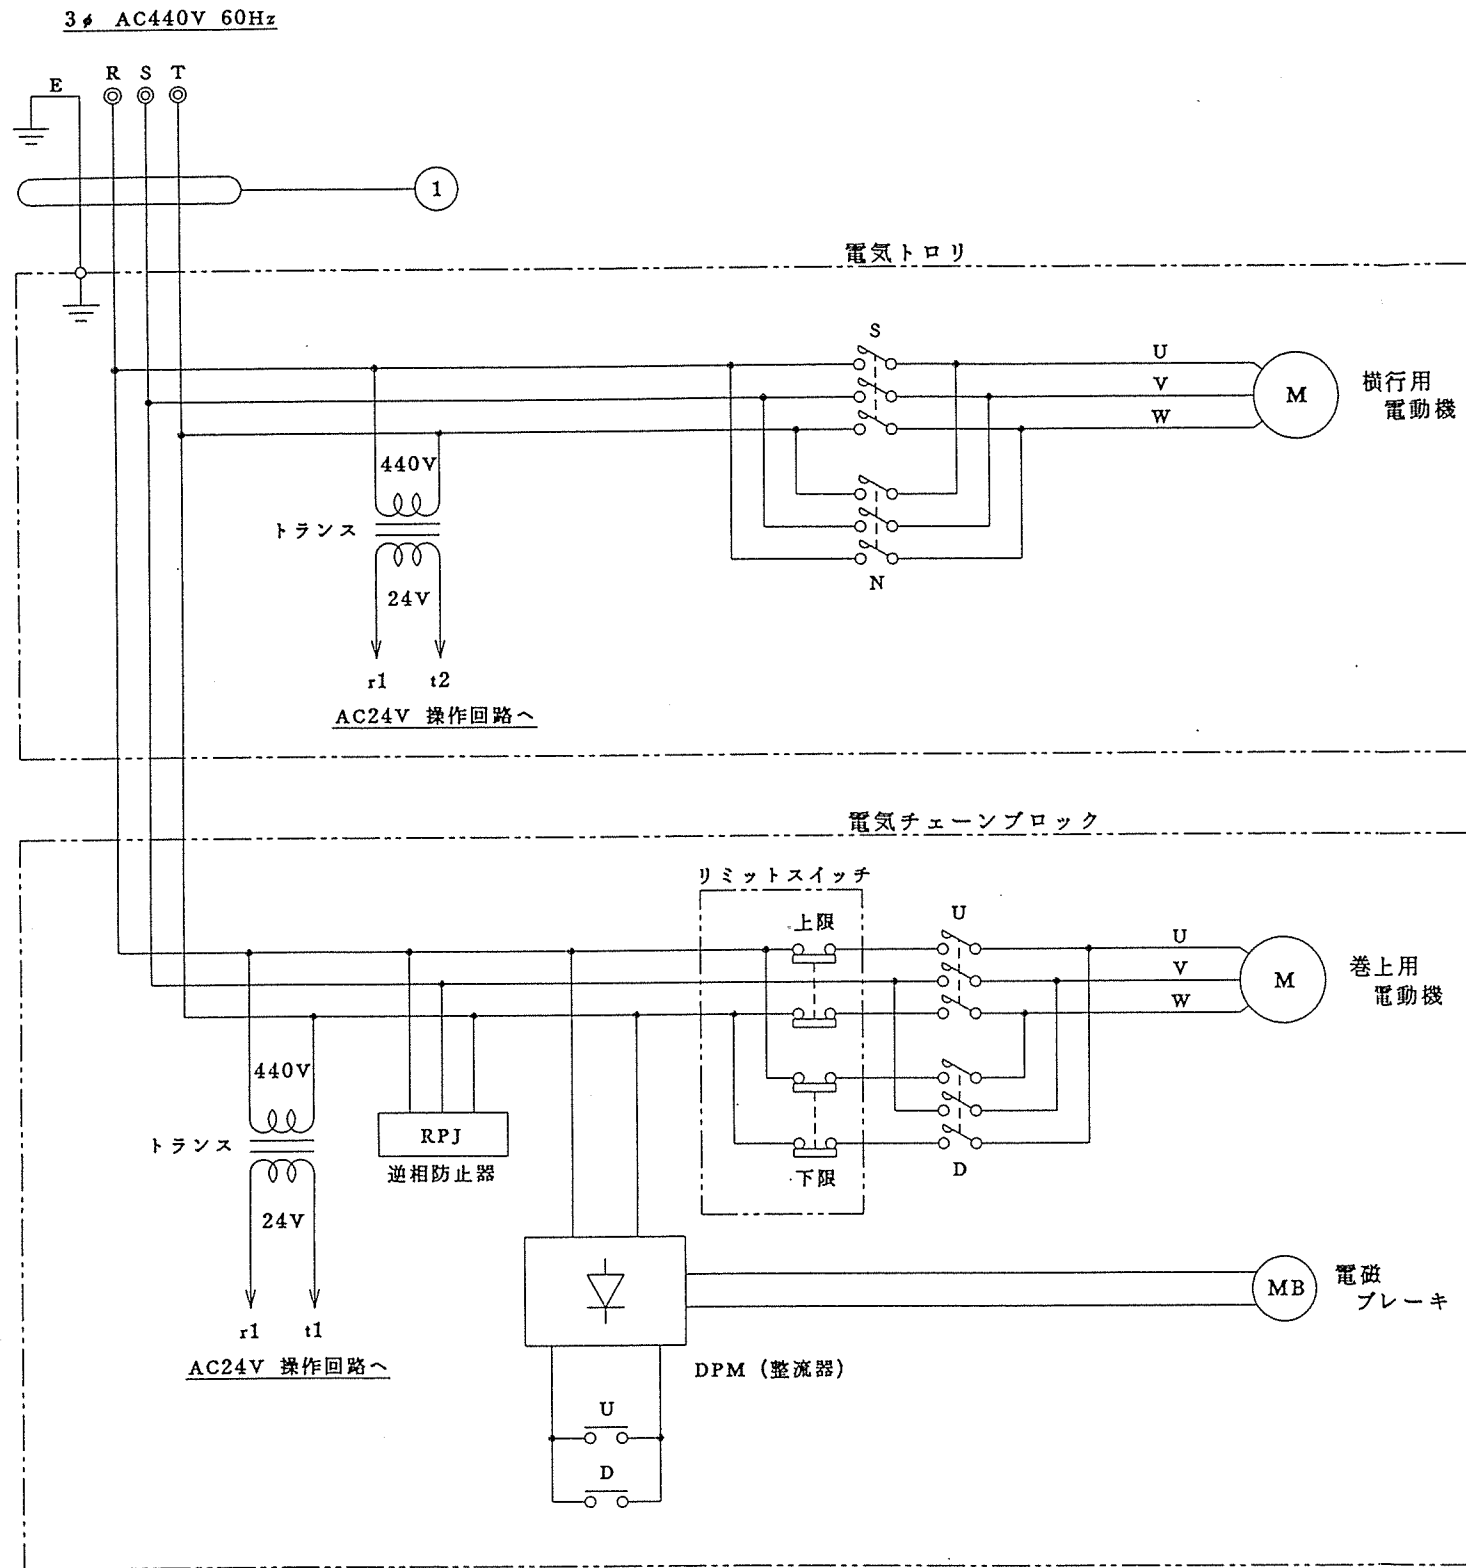 3φ AC440V 60Hz
E
R S T
1
電気トロリ
S
U
V
W
M
横行用
電動機
440V
トランス
24V
N
r1 t2
AC24V 操作回路へ
電気チェーンブロック
リミットスイッチ
上限
U
U
V
W
M
巻上用
電動機
440V
トランス
24V
RPJ
逆相防止器
下限
D
r1 t1
AC24V 操作回路へ
MB
電磁
ブレーキ
DPM (整流器)
U
D